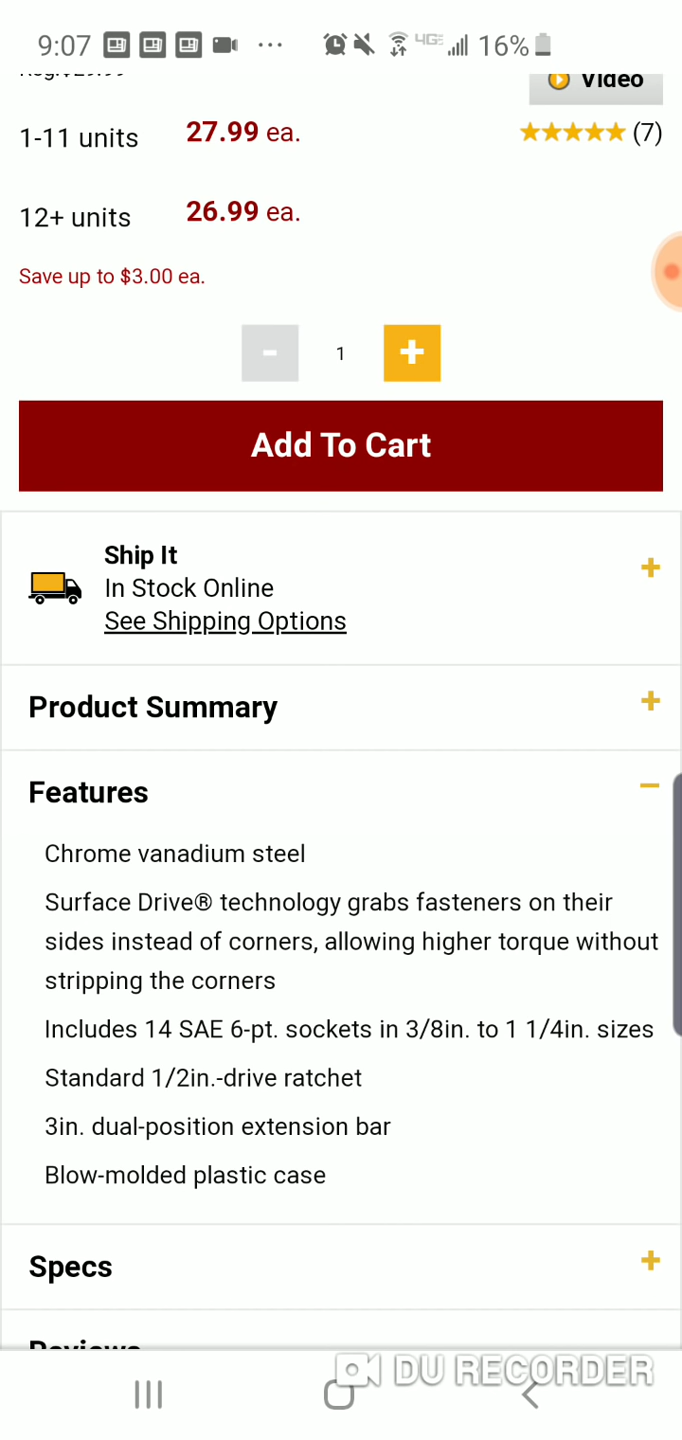 9:07 4GE 16%
Video
1-11 units 27.99 ea. (7)
12+ units 26.99 ea.
Save up to $3.00 ea.
- 1 +
Add To Cart
Ship It
In Stock Online
See Shipping Options
Product Summary
Features
Chrome vanadium steel
Surface Drive® technology grabs fasteners on their
sides instead of corners, allowing higher torque without
stripping the corners
Includes 14 SAE 6-pt. sockets in 3/8in. to 1 1/4in. sizes
Standard 1/2in.-drive ratchet
3in. dual-position extension bar
Blow-molded plastic case
Specs
Reviews
DU RECORDER